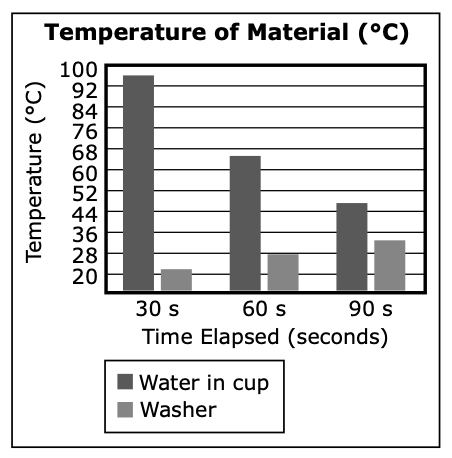 Temperature of Material (°C)
Temperature (°C)
100
92
84
76
68
60
52
44
36
28
20
30 s 60 s 90 s
Time Elapsed (seconds)
Water in cup
Washer